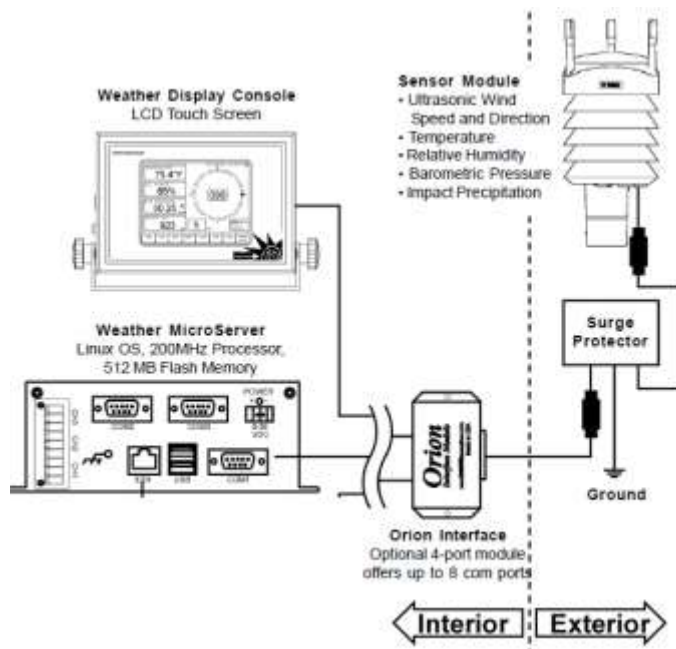 Weather Display Console
LCD Touch Screen
Sensor Module
• Ultrasonic Wind
Speed and Direction
• Temperature
• Relative Humidity
• Barometric Pressure
• Impact Precipitation
Weather MicroServer
Linux OS, 200MHz Processor,
512 MB Flash Memory
POWER
USB
COM1
Orion
Surge
Protector
Ground
Orion Interface
Optional 4-port module
offers up to 8 com ports
Interior
Exterior